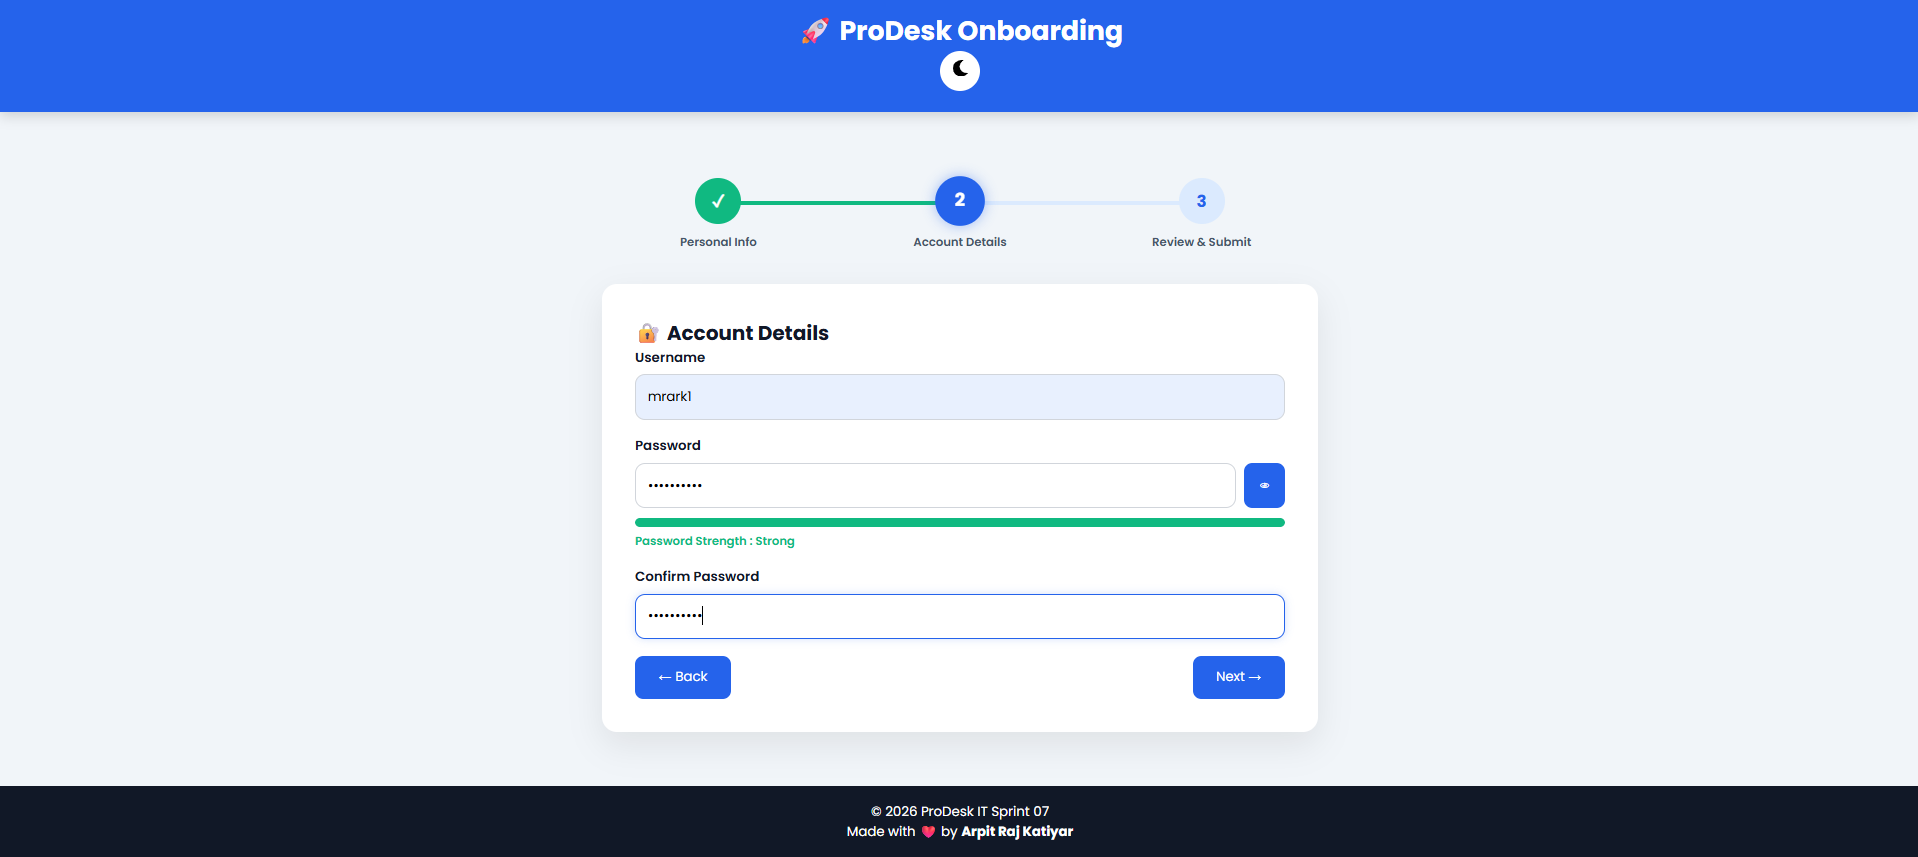 🚀 ProDesk Onboarding
✓ 2 3
Personal Info Account Details Review & Submit
🔐 Account Details
Username
mrark1
Password
••••••••••
Password Strength : Strong
Confirm Password
••••••••••
← Back Next →
© 2026 ProDesk IT Sprint 07
Made with ❤️ by Arpit Raj Katiyar